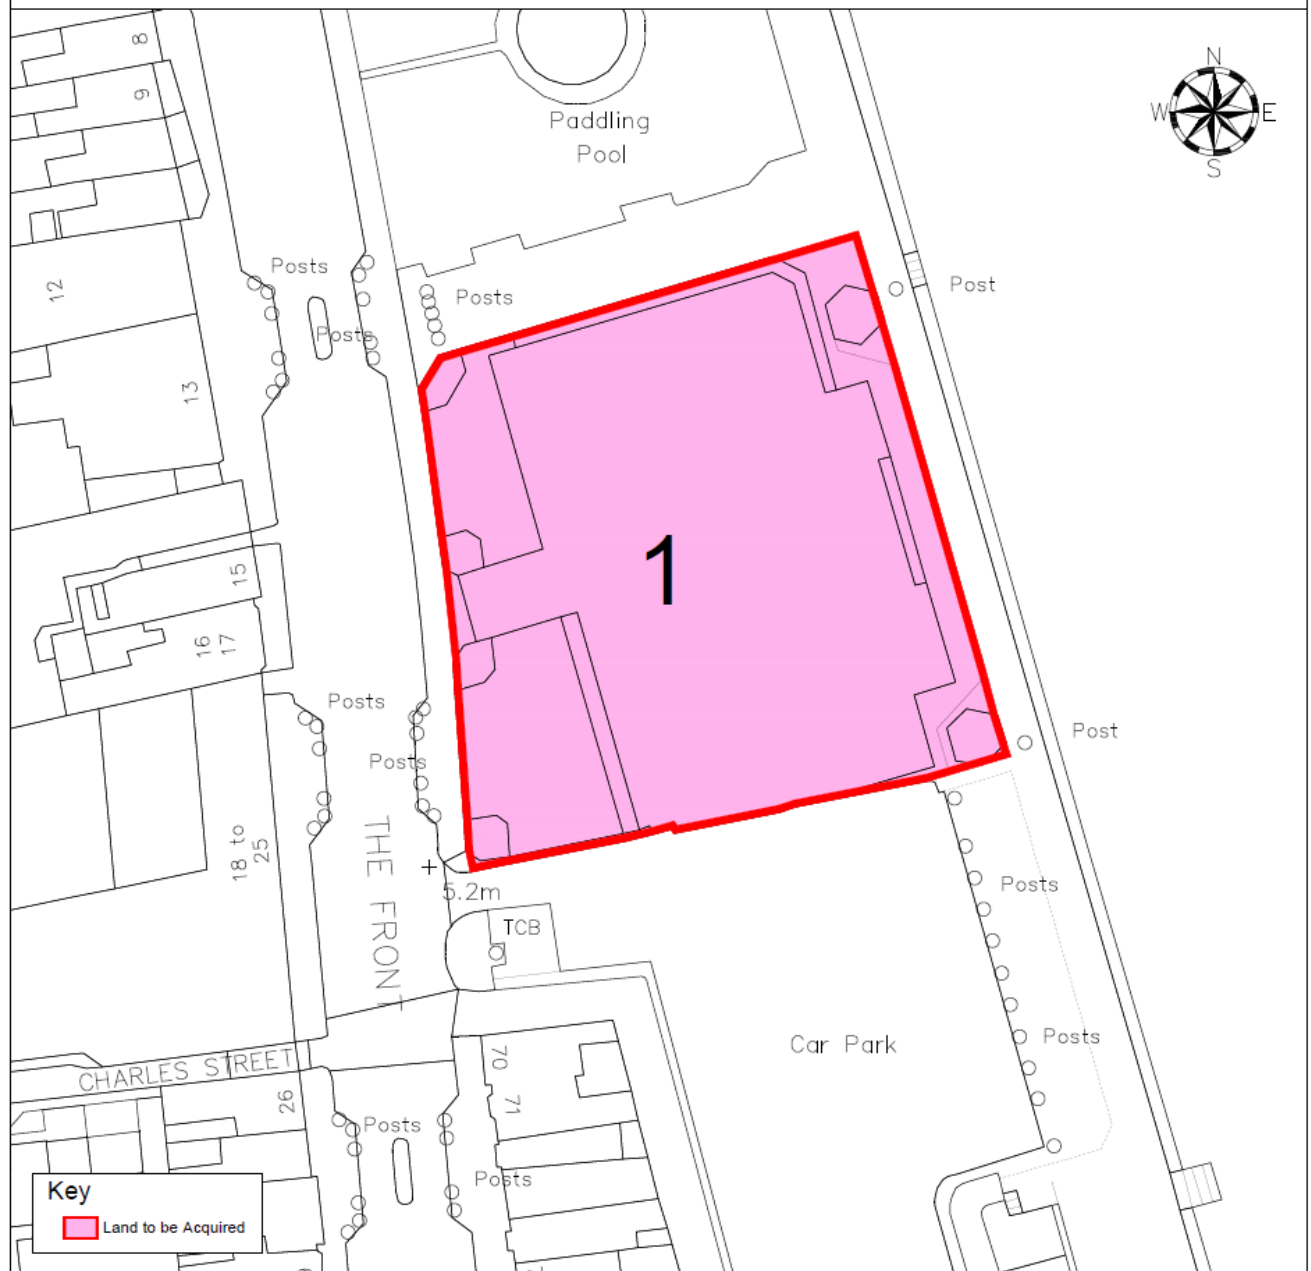 8
9
N
W
E
S
Paddling
Pool
12
Posts
Posts
Posts
Post
13
1
15
16
17
Posts
Posts
Post
THE FRONT
18 to
25
5.2m
TCB
Posts
Car Park
Posts
CHARLES STREET
70
71
26
Posts
Posts
Key
Land to be Acquired